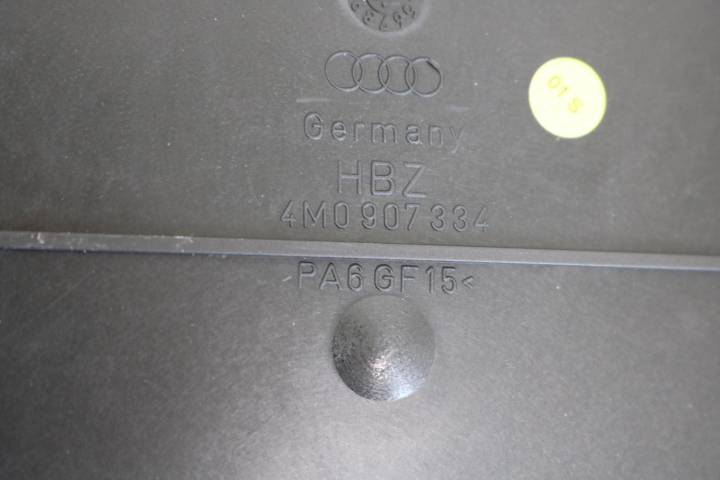 Germany
HBZ
4M0 907 334
>PA6 GF15<
01 S